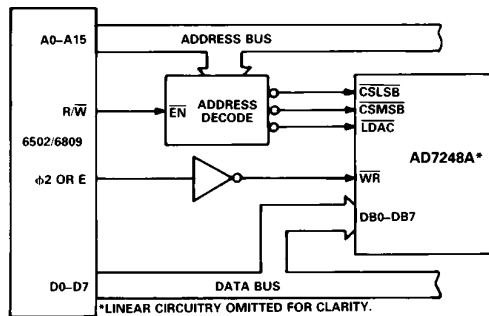 A0–A15
ADDRESS BUS
R/W̅
E̅N̅
ADDRESS
DECODE
C̅S̅L̅S̅B̅
C̅S̅M̅S̅B̅
L̅D̅A̅C̅
6502/6809
AD7248A*
ϕ2 OR E
W̅R̅
DB0–DB7
D0–D7
DATA BUS
*LINEAR CIRCUITRY OMITTED FOR CLARITY.